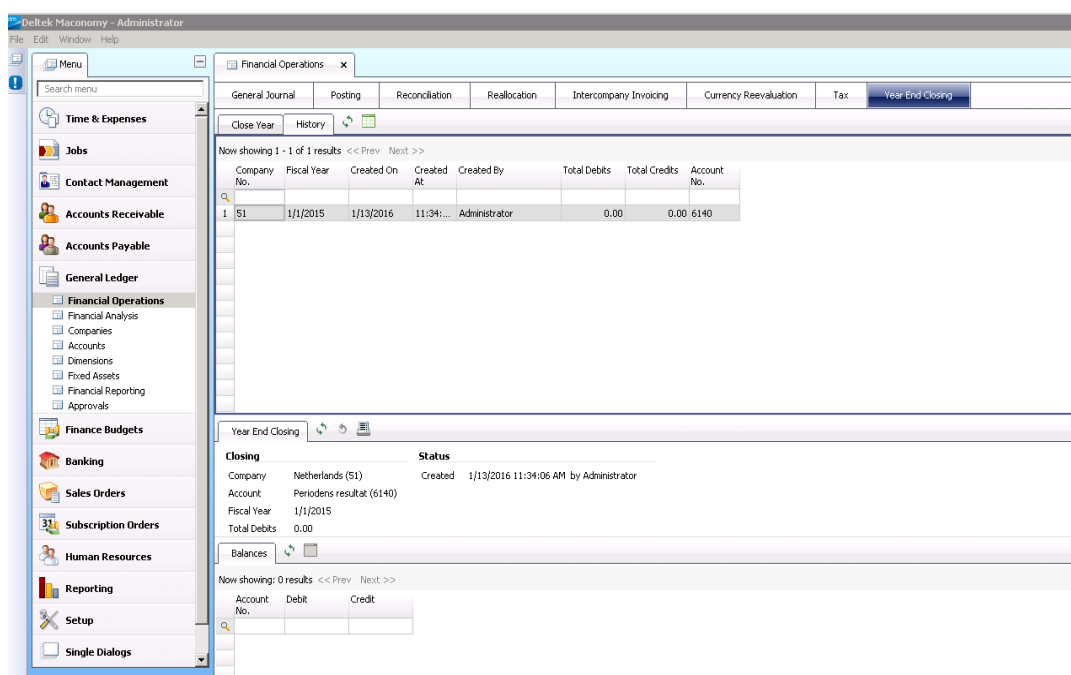 Deltek Maconomy - Administrator
File Edit Window Help
Menu
Search menu
Time & Expenses
Jobs
Contact Management
Accounts Receivable
Accounts Payable
General Ledger
Financial Operations
Financial Analysis
Companies
Accounts
Dimensions
Fixed Assets
Financial Reporting
Approvals
Finance Budgets
Banking
Sales Orders
31
Subscription Orders
Human Resources
Reporting
Setup
Single Dialogs
Financial Operations x
General Journal Posting Reconciliation Reallocation Intercompany Invoicing Currency Reevaluation Tax Year End Closing
Close Year History
Now showing 1 - 1 of 1 results << Prev Next >>
Company No. Fiscal Year Created On Created At Created By Total Debits Total Credits Account No.
1 51 1/1/2015 1/13/2016 11:34:... Administrator 0.00 0.00 6140
Year End Closing
Closing Status
Company Netherlands (51) Created 1/13/2016 11:34:06 AM by Administrator
Account Periodens resultat (6140)
Fiscal Year 1/1/2015
Total Debits 0.00
Balances
Now showing: 0 results << Prev Next >>
Account No. Debit Credit